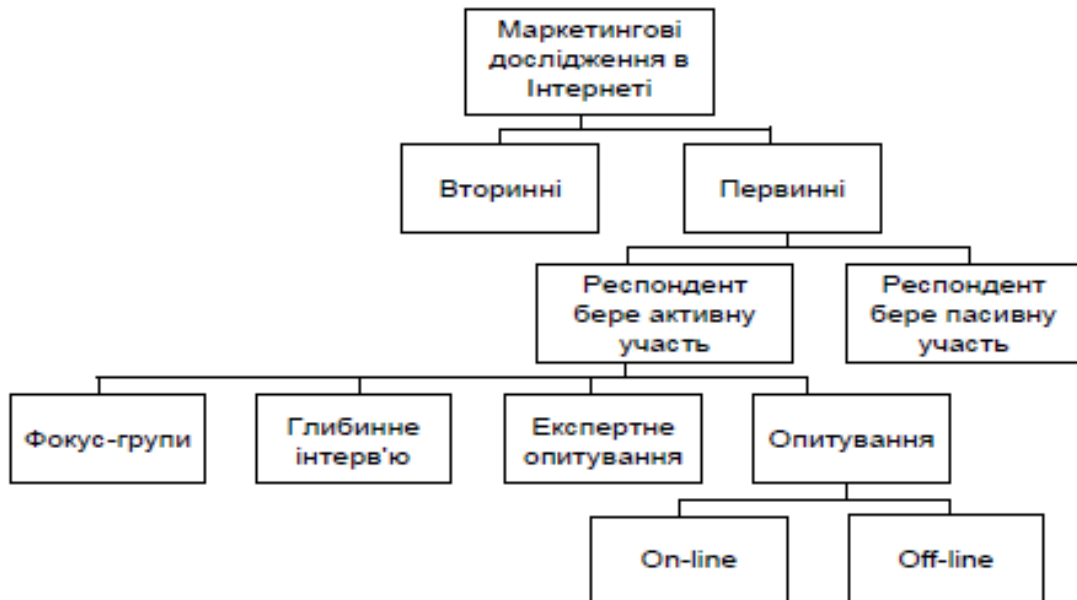 Маркетингові
дослідження в
Інтернеті
Вторинні
Первинні
Респондент
бере активну
участь
Респондент
бере пасивну
участь
Фокус-групи
Глибинне
інтерв'ю
Експертне
опитування
Опитування
On-line
Off-line